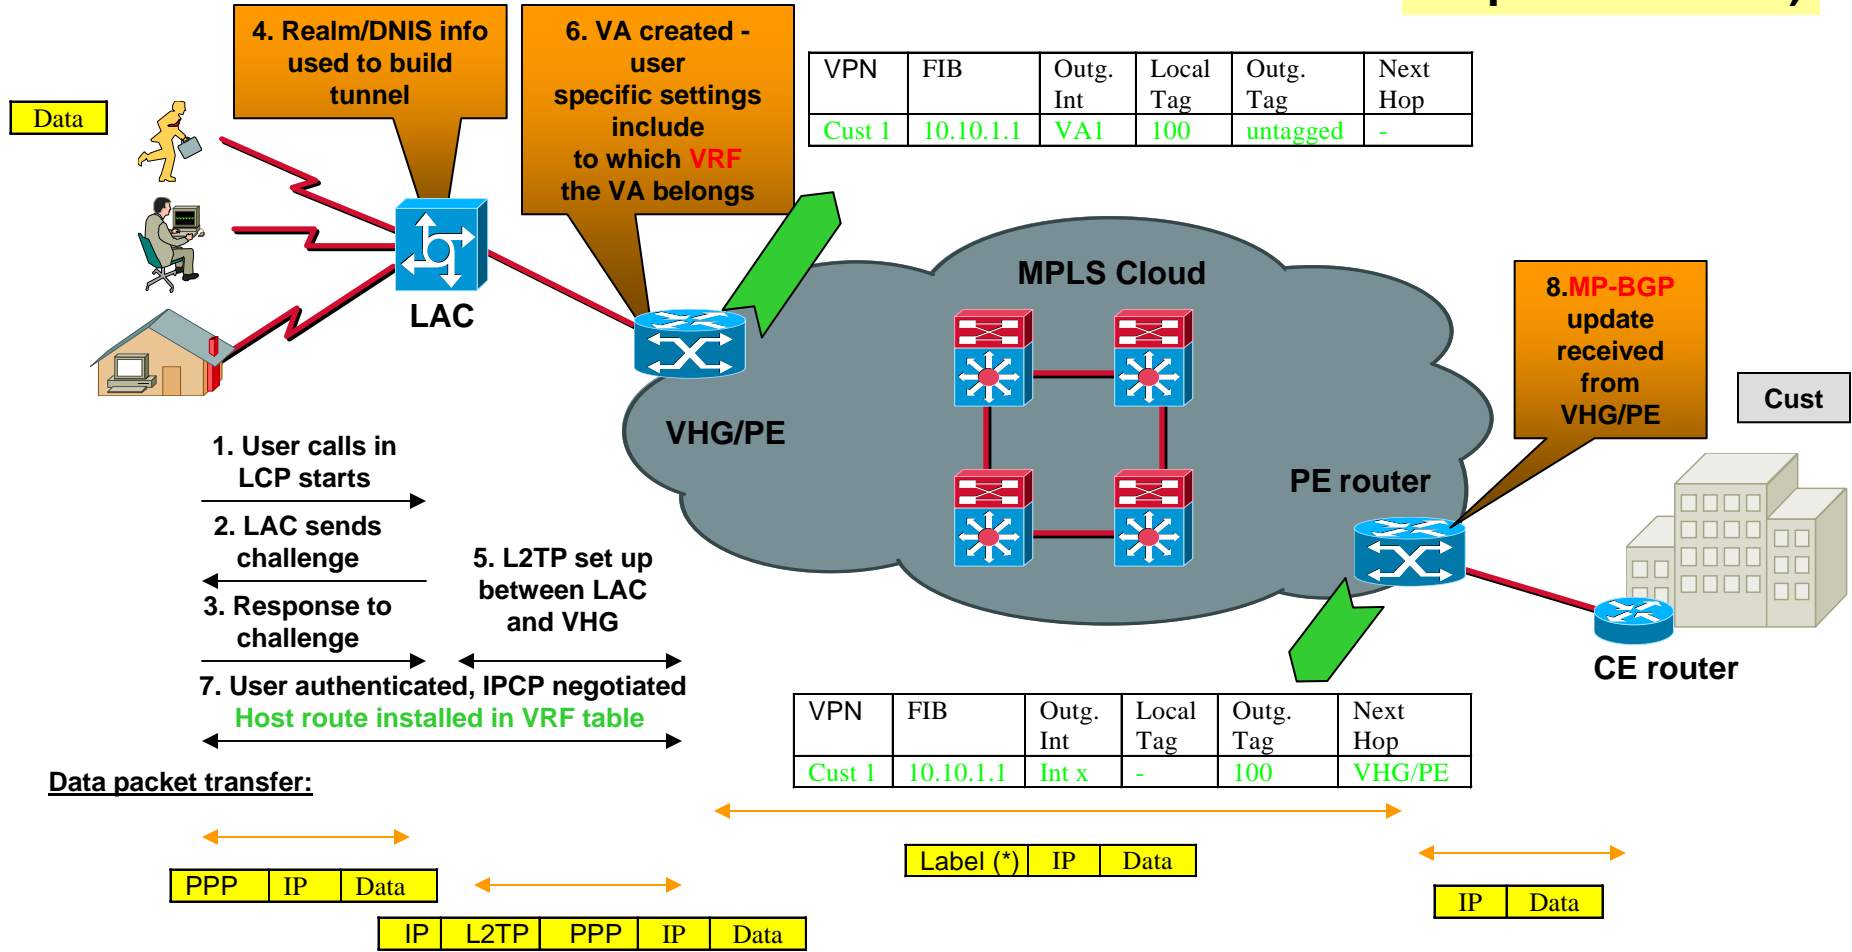 4. Realm/DNIS info
used to build
tunnel
6. VA created -
user
specific settings
include
to which VRF
the VA belongs
VPN FIB Outg. Int Local Tag Outg. Tag Next Hop
Cust 1 10.10.1.1 VA1 100 untagged -
Data
LAC
MPLS Cloud
VHG/PE
8.MP-BGP
update
received
from
VHG/PE
Cust
PE router
CE router
1. User calls in
LCP starts
2. LAC sends
challenge
3. Response to
challenge
5. L2TP set up
between LAC
and VHG
7. User authenticated, IPCP negotiated
Host route installed in VRF table
VPN FIB Outg. Int Local Tag Outg. Tag Next Hop
Cust 1 10.10.1.1 Int x - 100 VHG/PE
Data packet transfer:
PPP IP Data
IP L2TP PPP IP Data
Label (*) IP Data
IP Data